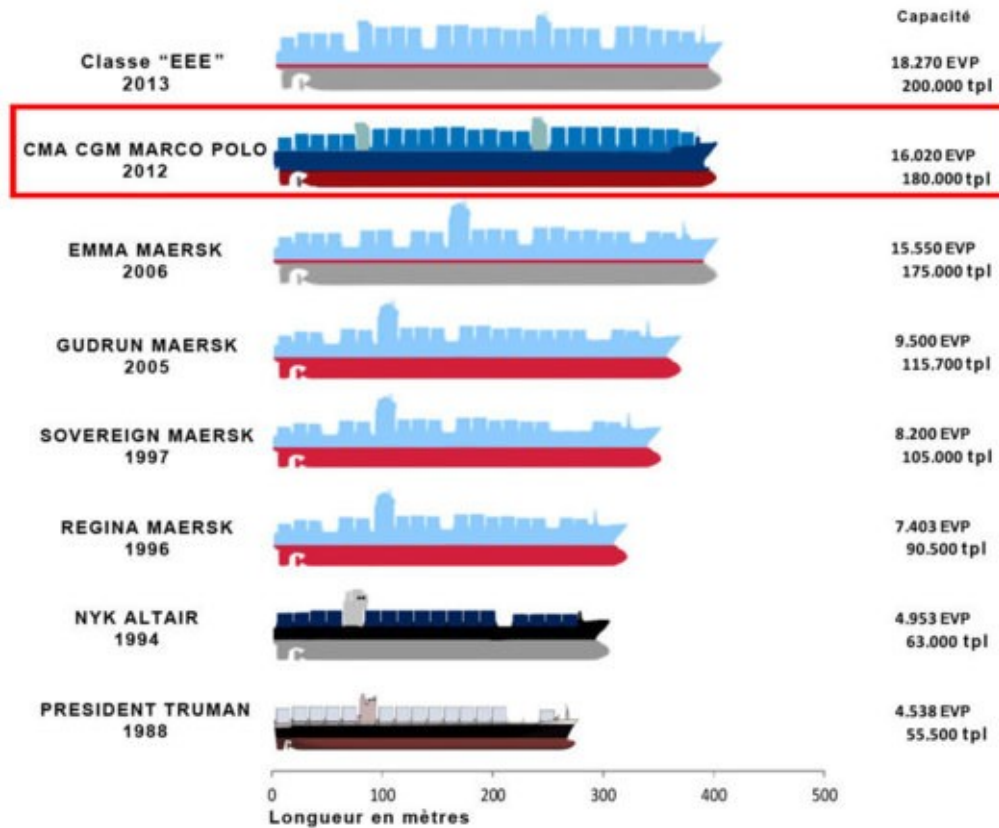 Capacité
Classe “EEE”
2013
18.270 EVP
200.000 tpl
CMA CGM MARCO POLO
2012
16.020 EVP
180.000 tpl
EMMA MAERSK
2006
15.550 EVP
175.000 tpl
GUDRUN MAERSK
2005
9.500 EVP
115.700 tpl
SOVEREIGN MAERSK
1997
8.200 EVP
105.000 tpl
REGINA MAERSK
1996
7.403 EVP
90.500 tpl
NYK ALTAIR
1994
4.953 EVP
63.000 tpl
PRESIDENT TRUMAN
1988
4.538 EVP
55.500 tpl
0 100 200 300 400 500
Longueur en mètres